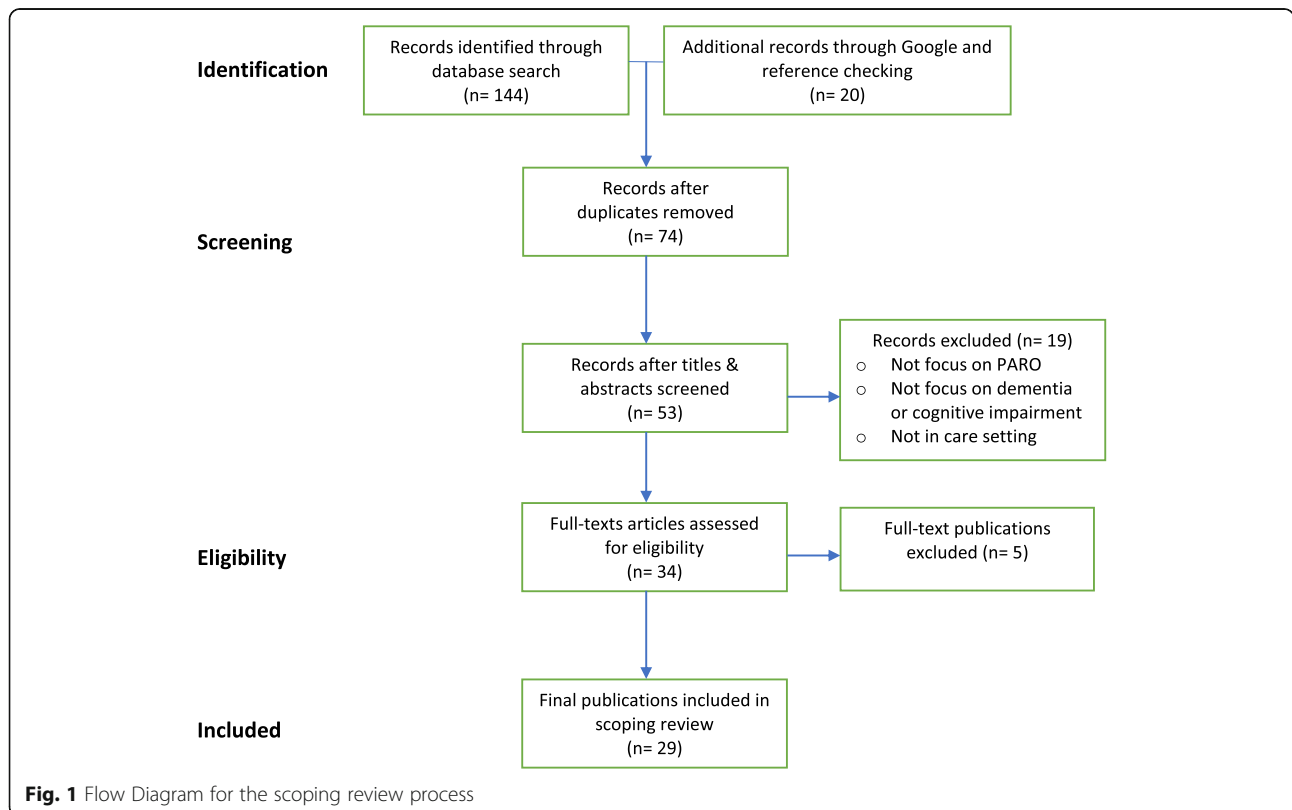 Identification
Records identified through
database search
(n= 144)
Additional records through Google and
reference checking
(n= 20)
Screening
Records after
duplicates removed
(n= 74)
Records after titles &
abstracts screened
(n= 53)
Records excluded (n= 19)
o Not focus on PARO
o Not focus on dementia
or cognitive impairment
o Not in care setting
Eligibility
Full-texts articles assessed
for eligibility
(n= 34)
Full-text publications
excluded (n= 5)
Included
Final publications included in
scoping review
(n= 29)
Fig. 1 Flow Diagram for the scoping review process